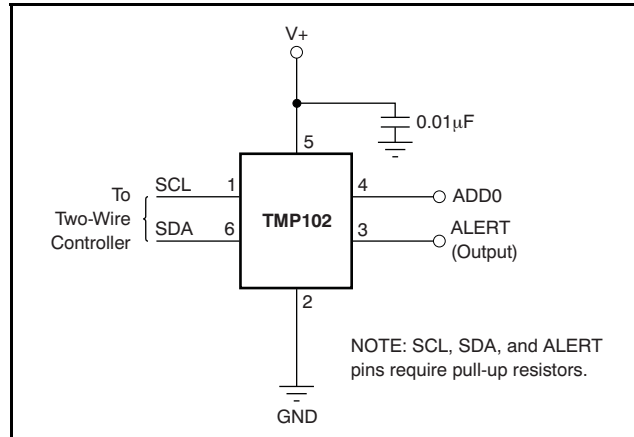 V+
0.01μF
5
To
Two-Wire
Controller
SCL
1
SDA
6
TMP102
4
ADD0
3
ALERT
(Output)
2
GND
NOTE: SCL, SDA, and ALERT
pins require pull-up resistors.